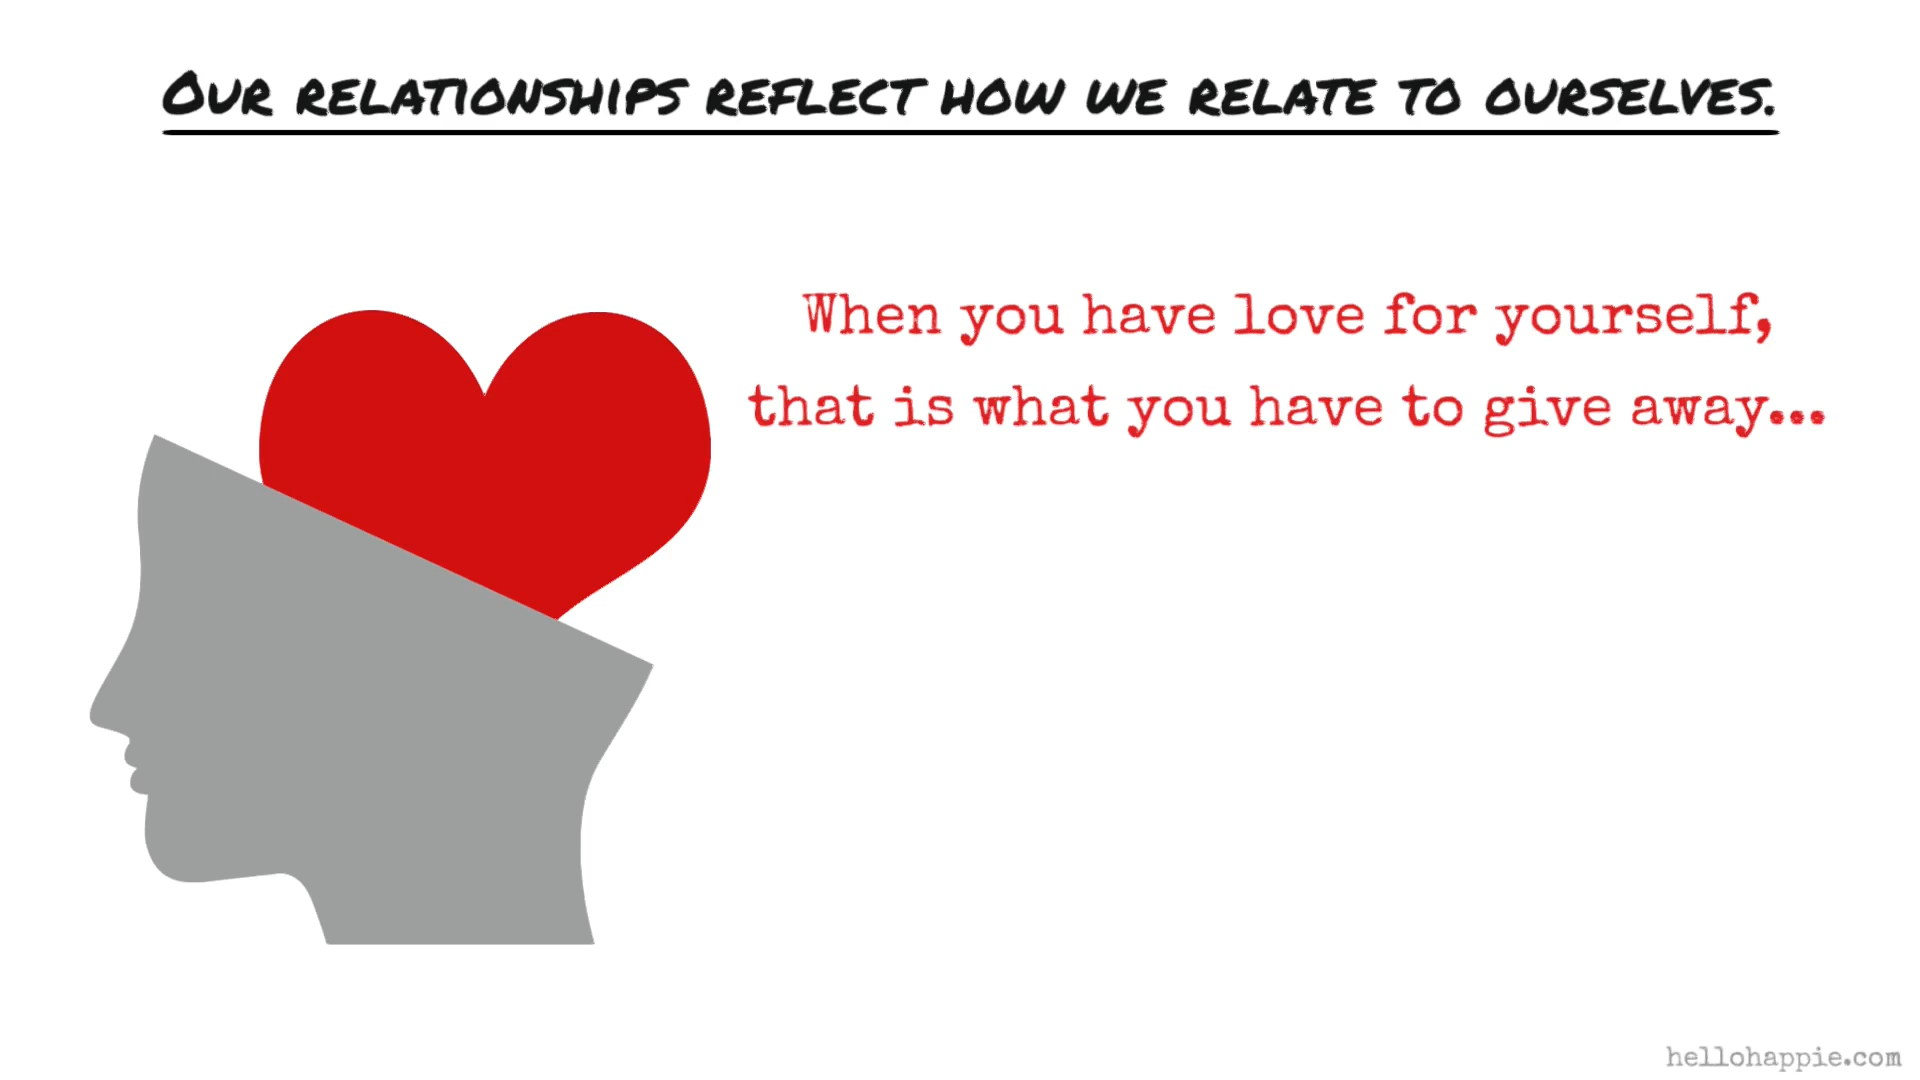 Our relationships reflect how we relate to ourselves.
When you have love for yourself,
that is what you have to give away...
hellohappie.com